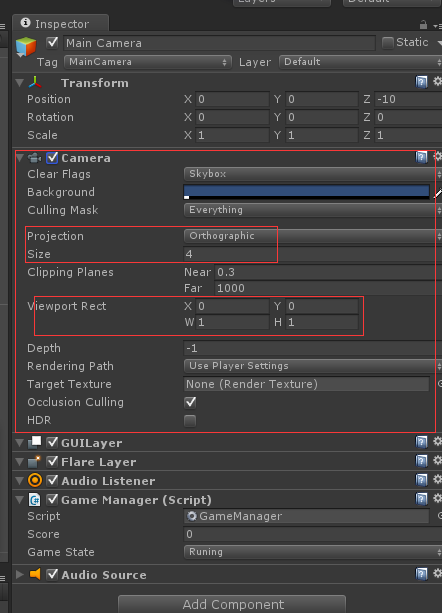 Layers Default
Inspector
Main Camera Static
Tag MainCamera Layer Default
Transform
Position X 0 Y 0 Z -10
Rotation X 0 Y 0 Z 0
Scale X 1 Y 1 Z 1
Camera
Clear Flags Skybox
Background
Culling Mask Everything
Projection Orthographic
Size 4
Clipping Planes Near 0.3
Far 1000
Viewport Rect X 0 Y 0
W 1 H 1
Depth -1
Rendering Path Use Player Settings
Target Texture None (Render Texture)
Occlusion Culling
HDR
GUILayer
Flare Layer
Audio Listener
Game Manager (Script)
Script GameManager
Score 0
Game State Runing
Audio Source
Add Component